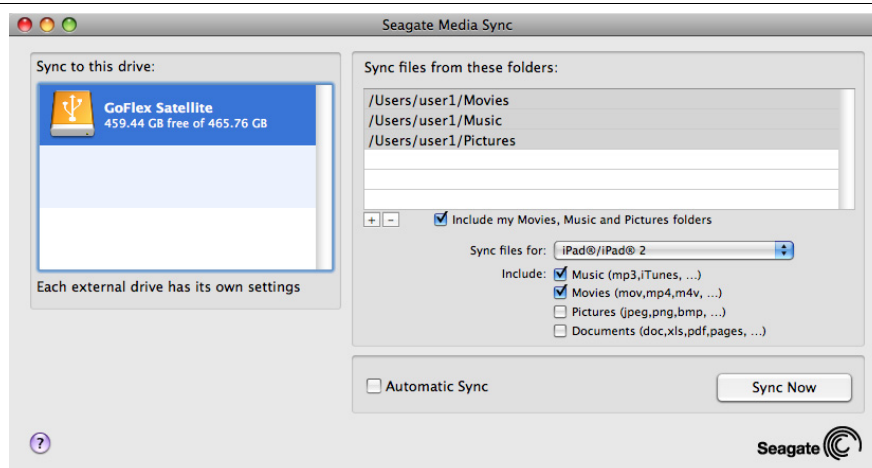 Seagate Media Sync
Sync to this drive:
GoFlex Satellite
459.44 GB free of 465.76 GB
Each external drive has its own settings
Sync files from these folders:
/Users/user1/Movies
/Users/user1/Music
/Users/user1/Pictures
+ - Include my Movies, Music and Pictures folders
Sync files for: iPad®/iPad® 2
Include: Music (mp3,iTunes, ...)
Movies (mov,mp4,m4v, ...)
Pictures (jpeg,png,bmp, ...)
Documents (doc,xls,pdf,pages, ...)
Automatic Sync
Sync Now
?
Seagate